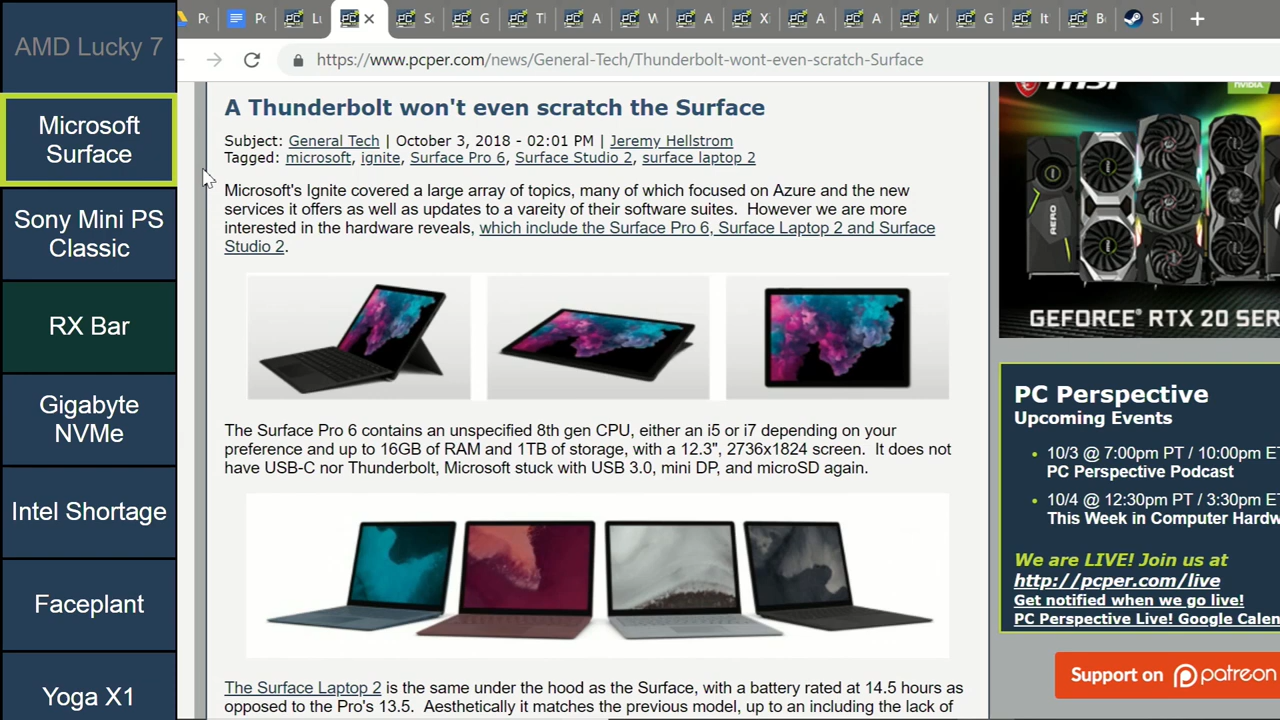 AMD Lucky 7
Microsoft
Surface
Sony Mini PS
Classic
RX Bar
Gigabyte
NVMe
Intel Shortage
Faceplant
Yoga X1
https://www.pcper.com/news/General-Tech/Thunderbolt-wont-even-scratch-Surface
A Thunderbolt won't even scratch the Surface
Subject: General Tech | October 3, 2018 - 02:01 PM | Jeremy Hellstrom
Tagged: microsoft, ignite, Surface Pro 6, Surface Studio 2, surface laptop 2
Microsoft's Ignite covered a large array of topics, many of which focused on Azure and the new
services it offers as well as updates to a vareity of their software suites.  However we are more
interested in the hardware reveals, which include the Surface Pro 6, Surface Laptop 2 and Surface
Studio 2.
The Surface Pro 6 contains an unspecified 8th gen CPU, either an i5 or i7 depending on your
preference and up to 16GB of RAM and 1TB of storage, with a 12.3", 2736x1824 screen.  It does not
have USB-C nor Thunderbolt, Microsoft stuck with USB 3.0, mini DP, and microSD again.
The Surface Laptop 2 is the same under the hood as the Surface, with a battery rated at 14.5 hours as
opposed to the Pro's 13.5.  Aesthetically it matches the previous model, up to an including the lack of
AERO
GEFORCE® RTX 20 SER
PC Perspective
Upcoming Events
10/3 @ 7:00pm PT / 10:00pm E
PC Perspective Podcast
10/4 @ 12:30pm PT / 3:30pm E
This Week in Computer Hardw
We are LIVE! Join us at
http://pcper.com/live
Get notified when we go live!
PC Perspective Live! Google Calen
Support on patreon